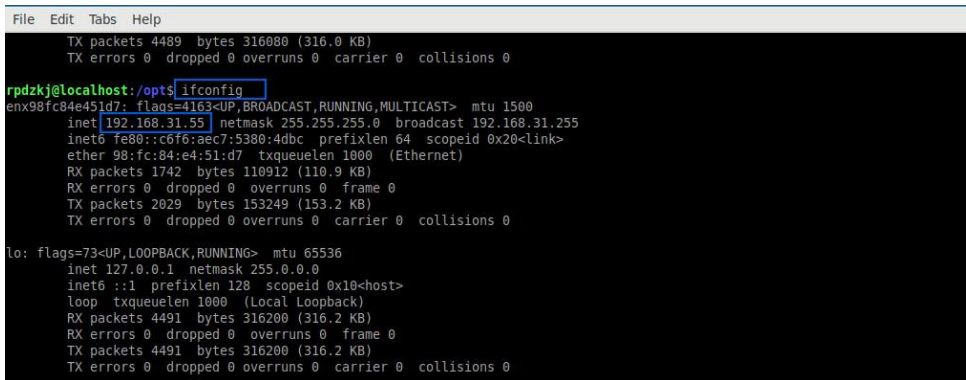 File Edit Tabs Help
TX packets 4489 bytes 316080 (316.0 KB)
TX errors 0 dropped 0 overruns 0 carrier 0 collisions 0
rpdzkj@localhost:/opt$ ifconfig
enx98fc84e451d7: flags=4163<UP,BROADCAST,RUNNING,MULTICAST> mtu 1500
inet 192.168.31.55 netmask 255.255.255.0 broadcast 192.168.31.255
inet6 fe80::c6f6:aec7:5380:4dbc prefixlen 64 scopeid 0x20<link>
ether 98:fc:84:e4:51:d7 txqueuelen 1000 (Ethernet)
RX packets 1742 bytes 110912 (110.9 KB)
RX errors 0 dropped 0 overruns 0 frame 0
TX packets 2029 bytes 153249 (153.2 KB)
TX errors 0 dropped 0 overruns 0 carrier 0 collisions 0
lo: flags=73<UP,LOOPBACK,RUNNING> mtu 65536
inet 127.0.0.1 netmask 255.0.0.0
inet6 ::1 prefixlen 128 scopeid 0x10<host>
loop txqueuelen 1000 (Local Loopback)
RX packets 4491 bytes 316200 (316.2 KB)
RX errors 0 dropped 0 overruns 0 frame 0
TX packets 4491 bytes 316200 (316.2 KB)
TX errors 0 dropped 0 overruns 0 carrier 0 collisions 0